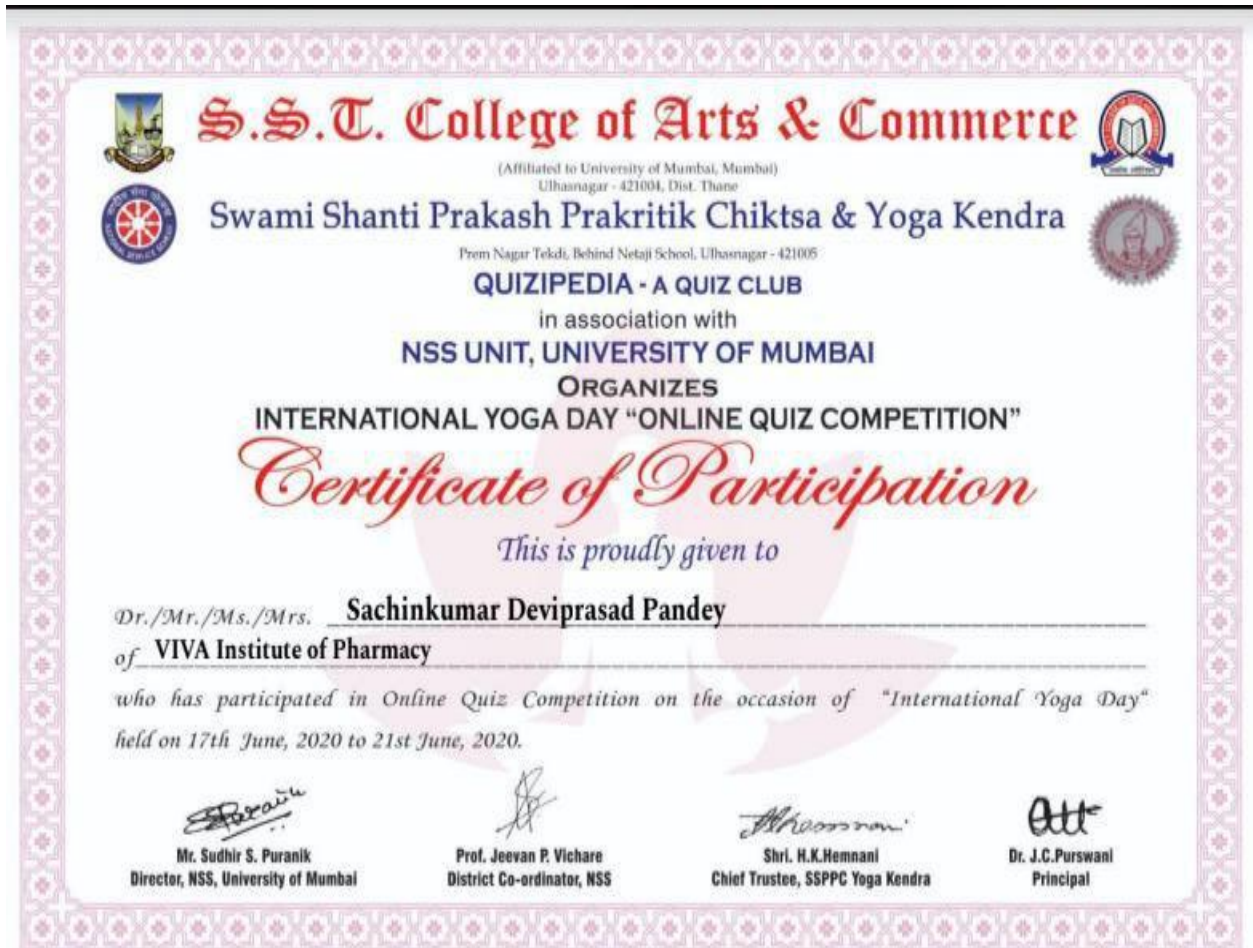 S.S.T. College of Arts & Commerce
(Affiliated to University of Mumbai, Mumbai)
Ulhasnagar - 421004, Dist. Thane
Swami Shanti Prakash Prakritik Chiktsa & Yoga Kendra
Prem Nagar Tekdi, Behind Netaji School, Ulhasnagar - 421005
QUIZIPEDIA - A QUIZ CLUB
in association with
NSS UNIT, UNIVERSITY OF MUMBAI
ORGANIZES
INTERNATIONAL YOGA DAY “ONLINE QUIZ COMPETITION”
Certificate of Participation
This is proudly given to
Dr./Mr./Ms./Mrs. Sachinkumar Deviprasad Pandey
of VIVA Institute of Pharmacy
who has participated in Online Quiz Competition on the occasion of "International Yoga Day"
held on 17th June, 2020 to 21st June, 2020.
Mr. Sudhir S. Puranik
Director, NSS, University of Mumbai
Prof. Jeevan P. Vichare
District Co-ordinator, NSS
Shri. H.K.Hemnani
Chief Trustee, SSPPC Yoga Kendra
Dr. J.C.Purswani
Principal